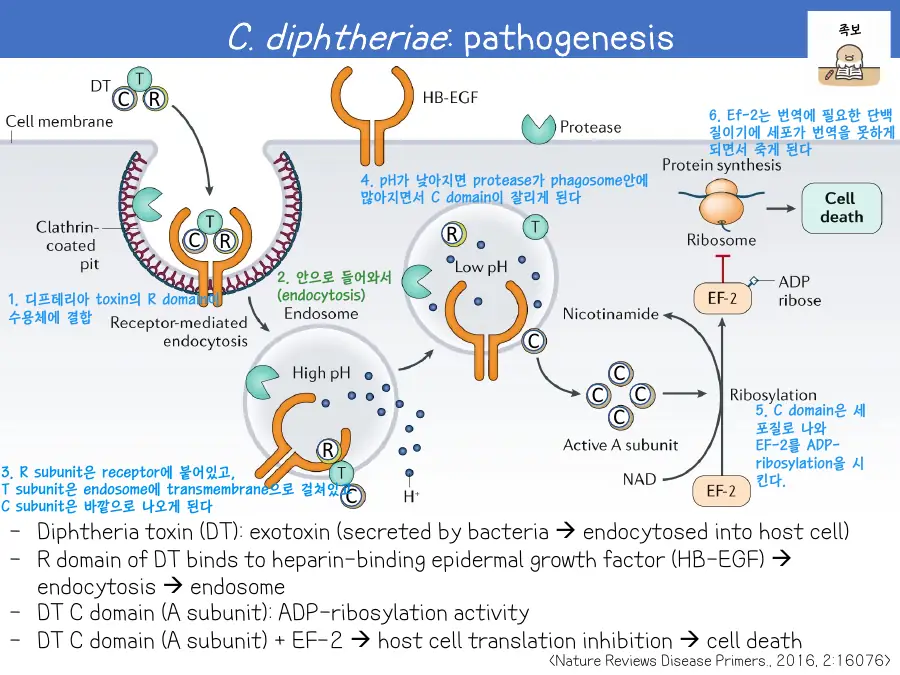 C. diphtheriae: pathogenesis
족보
DT
C
T
R
Cell membrane
HB-EGF
Protease
6. Ef-2는 번역에 필요한 단백
질이기에 세포가 번역을 못하게
되면서 죽게 된다
Protein synthesis
4. pH가 낮아지면 protease가 phagosome안에
많아지면서 C domain이 잘리게 된다
Cell
death
Ribosome
Clathrin-
coated
pit
T
C
R
R
T
Low pH
2. 안으로 들어와서
(endocytosis)
Endosome
1. 디프테리아 toxin의 R domain이
수용체에 결합
Receptor-mediated
endocytosis
EF-2
ADP
ribose
Nicotinamide
C
High pH
C
C
C
C
Active A subunit
Ribosylation
5. C domain은 세
포질로 나와
EF-2를 ADP-
ribosylation을 시
킨다.
NAD
EF-2
R
T
C
H+
3. R subunit은 receptor에 붙어있고,
T subunit은 endosome에 transmembrane으로 걸쳐있고
C subunit은 바깥으로 나오게 된다
- Diphtheria toxin (DT): exotoxin (secreted by bacteria → endocytosed into host cell)
- R domain of DT binds to heparin-binding epidermal growth factor (HB-EGF) →
endocytosis → endosome
- DT C domain (A subunit): ADP-ribosylation activity
- DT C domain (A subunit) + EF-2 → host cell translation inhibition → cell death
<Nature Reviews Disease Primers., 2016, 2:16076>